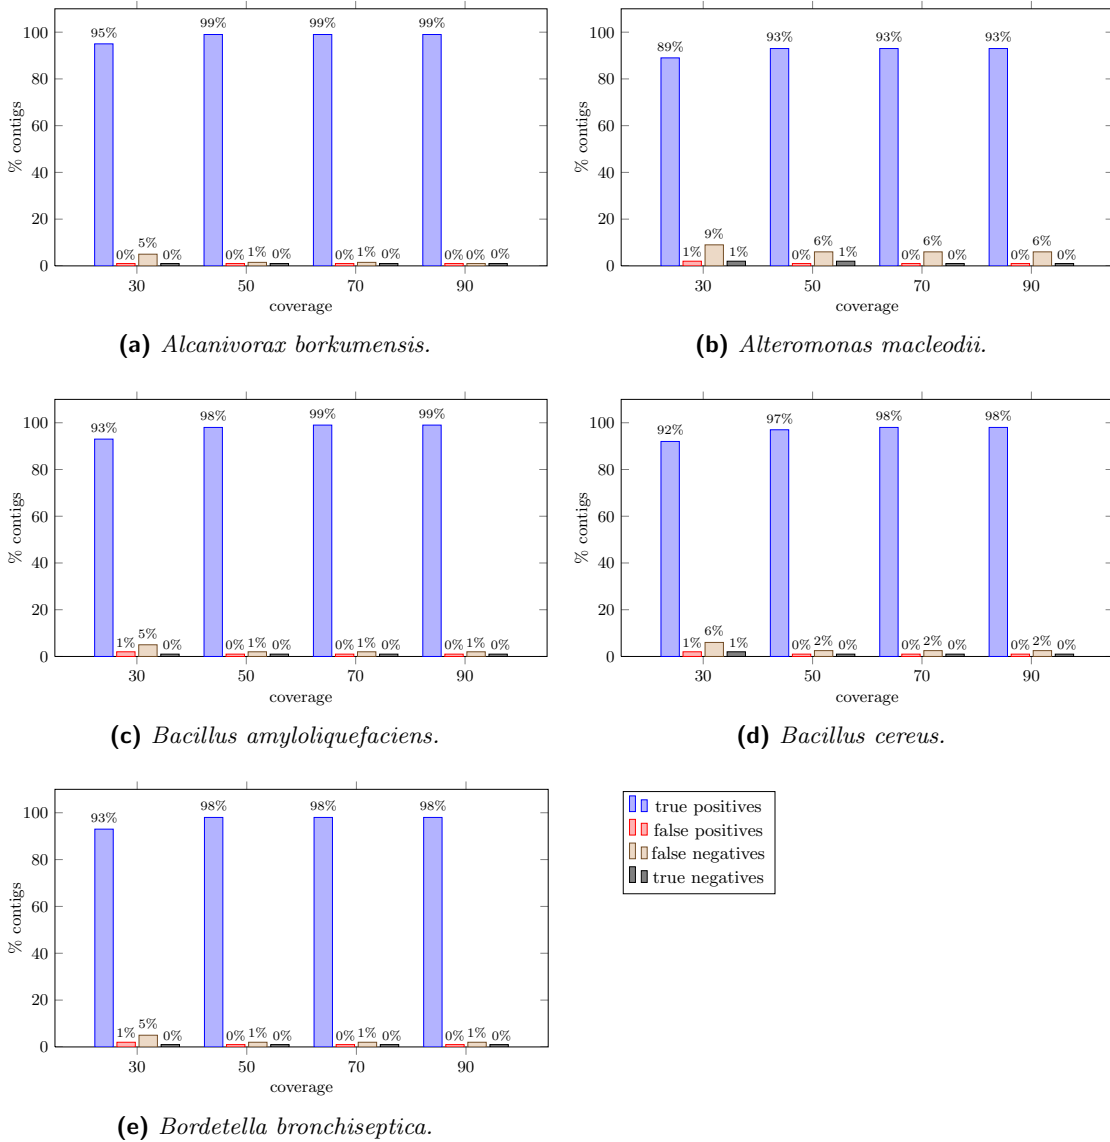 95%
99%
99%
99%
0% 5% 0%
0% 1% 0%
0% 1% 0%
0% 0% 0%
100
80
60
40
20
0
% contigs
30 50 70 90
coverage
(a) Alcanivorax borkumensis.
89%
93%
93%
93%
1% 9% 1%
0% 6% 1%
0% 6% 0%
0% 6% 0%
100
80
60
40
20
0
% contigs
30 50 70 90
coverage
(b) Alteromonas macleodii.
93%
98%
99%
99%
1% 5% 0%
0% 1% 0%
0% 1% 0%
0% 1% 0%
100
80
60
40
20
0
% contigs
30 50 70 90
coverage
(c) Bacillus amyloliquefaciens.
92%
97%
98%
98%
1% 6% 1%
0% 2% 0%
0% 2% 0%
0% 2% 0%
100
80
60
40
20
0
% contigs
30 50 70 90
coverage
(d) Bacillus cereus.
93%
98%
98%
98%
1% 5% 0%
0% 1% 0%
0% 1% 0%
0% 1% 0%
100
80
60
40
20
0
% contigs
30 50 70 90
coverage
(e) Bordetella bronchiseptica.
true positives
false positives
false negatives
true negatives